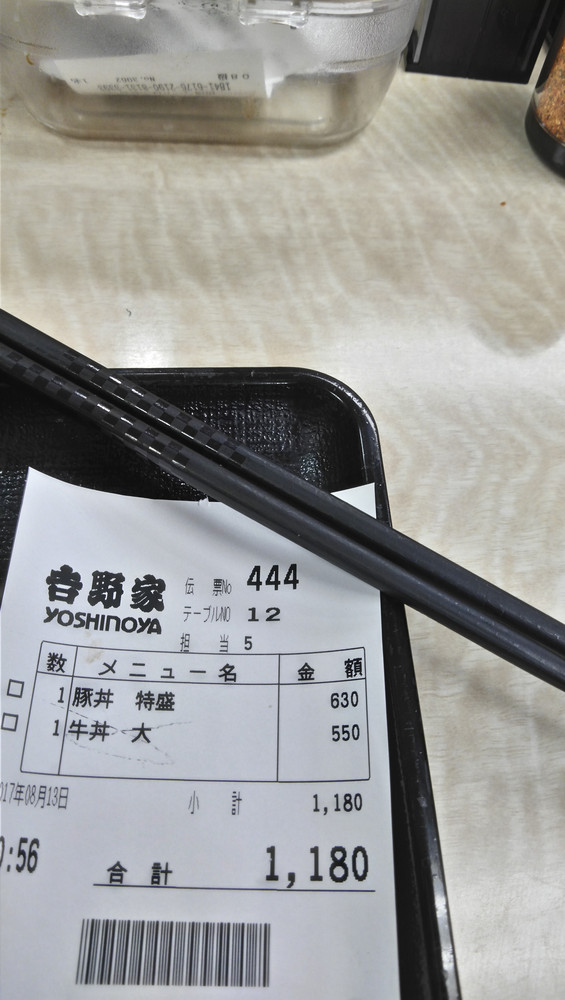 吉野家
YOSHINOYA
伝 票No 444
テーブルNO 12
担 当 5
数 メニュー名 金 額
1 豚丼 特盛 630
1 牛丼 大 550
17年08月13日 小 計 1,180
:56 合 計 1,180